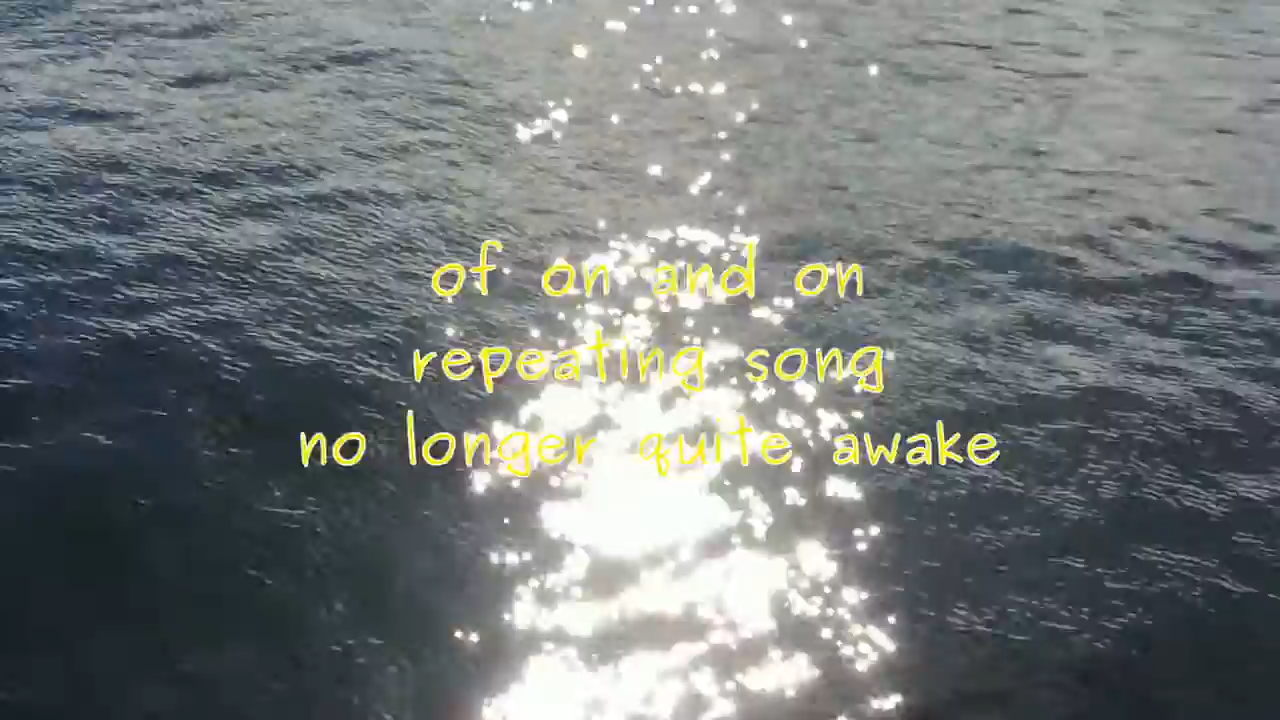 of on and on
repeating song
no longer quite awake